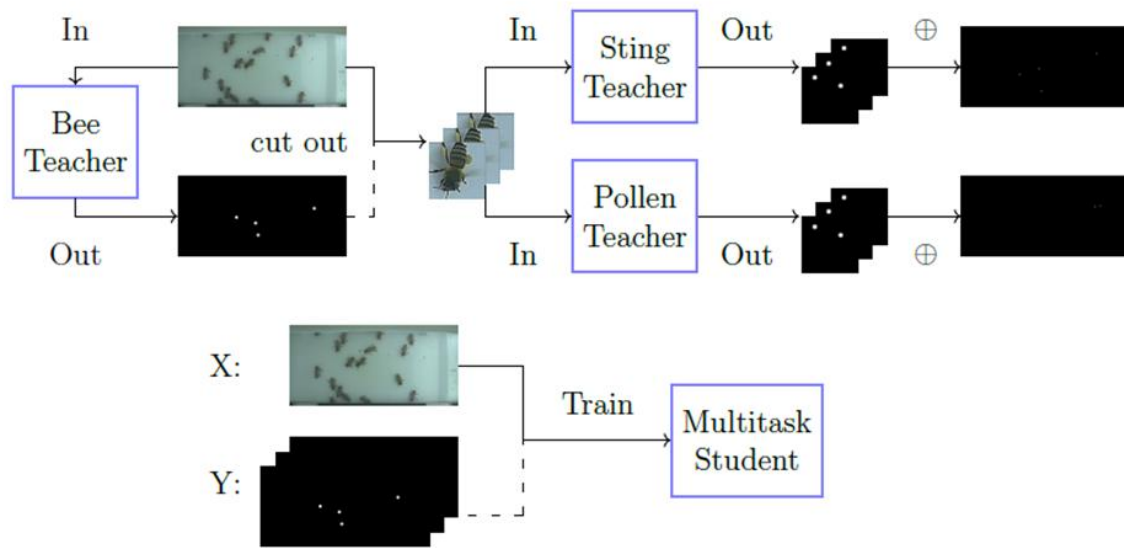 In
Bee
Teacher
Out
cut out
In
Sting
Teacher
Out
⊕
In
Pollen
Teacher
Out
⊕
X:
Y:
Train
Multitask
Student